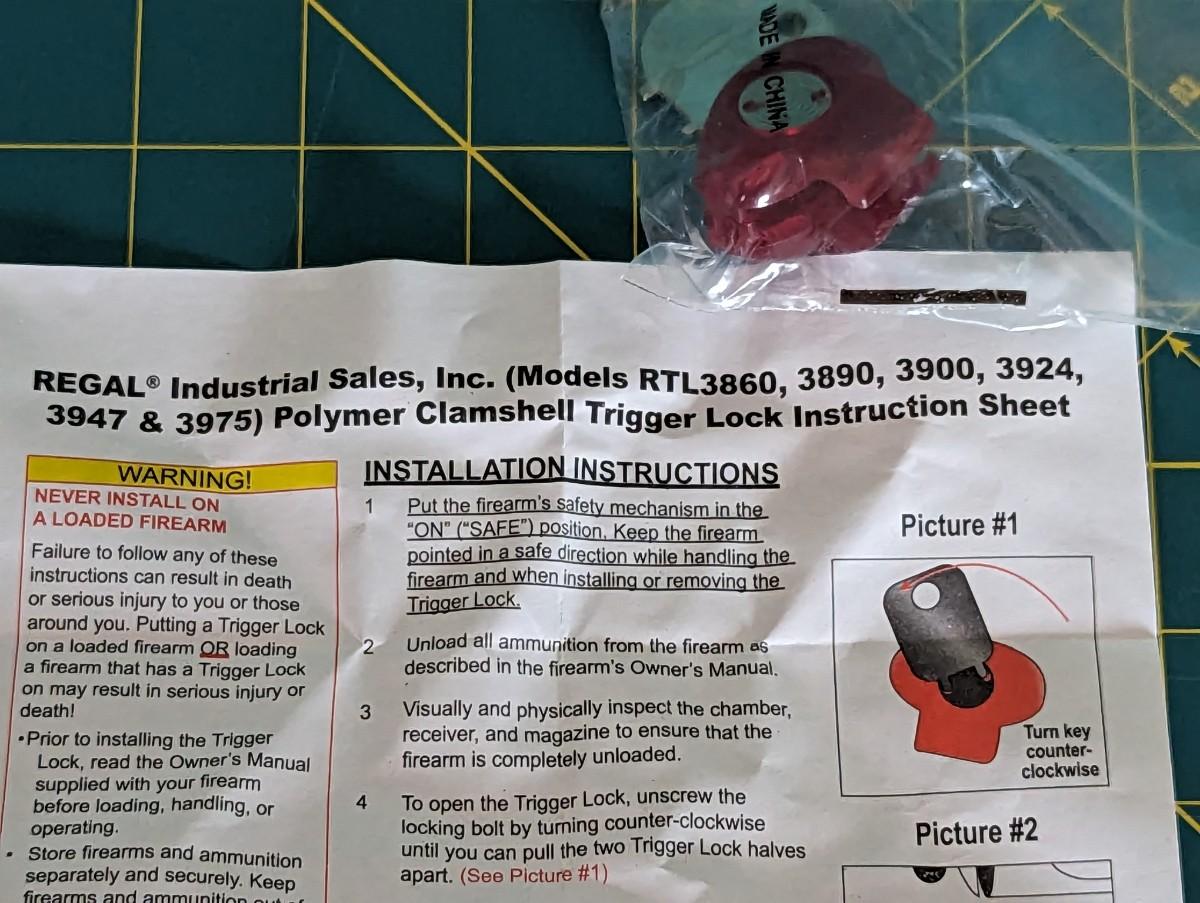 MADE IN CHINA
REGAL® Industrial Sales, Inc. (Models RTL3860, 3890, 3900, 3924,
3947 & 3975) Polymer Clamshell Trigger Lock Instruction Sheet
WARNING!
NEVER INSTALL ON
A LOADED FIREARM
Failure to follow any of these
instructions can result in death
or serious injury to you or those
around you. Putting a Trigger Lock
on a loaded firearm OR loading
a firearm that has a Trigger Lock
on may result in serious injury or
death!
•Prior to installing the Trigger
Lock, read the Owner's Manual
supplied with your firearm
before loading, handling, or
operating.
• Store firearms and ammunition
separately and securely. Keep
firearms and ammunition out of
INSTALLATION INSTRUCTIONS
1 Put the firearm's safety mechanism in the
“ON” (“SAFE”) position. Keep the firearm
pointed in a safe direction while handling the
firearm and when installing or removing the
Trigger Lock.
2 Unload all ammunition from the firearm as
described in the firearm's Owner's Manual.
3 Visually and physically inspect the chamber,
receiver, and magazine to ensure that the
firearm is completely unloaded.
4 To open the Trigger Lock, unscrew the
locking bolt by turning counter-clockwise
until you can pull the two Trigger Lock halves
apart. (See Picture #1)
Picture #1
Turn key
counter-
clockwise
Picture #2